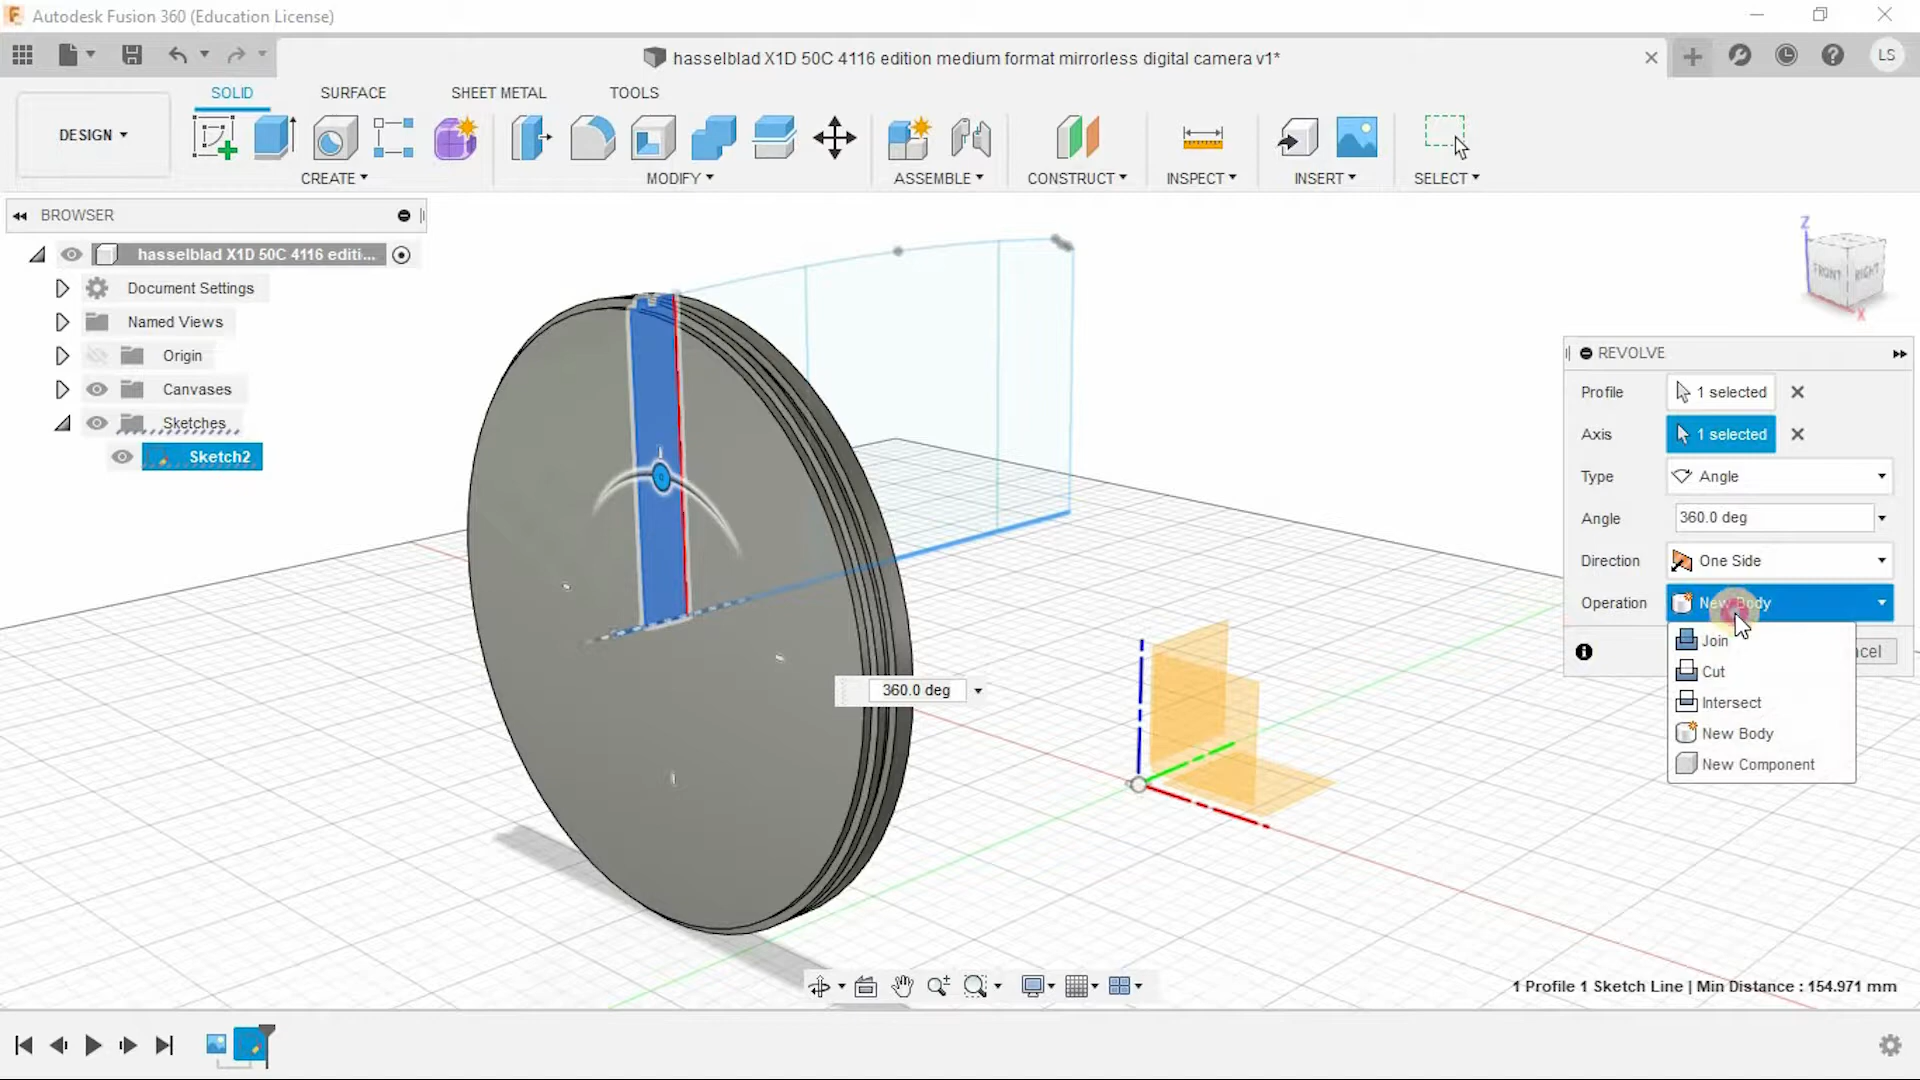 Autodesk Fusion 360 (Education License)
hasselblad X1D 50C 4116 edition medium format mirrorless digital camera v1*
LS
SOLID
SURFACE
SHEET METAL
TOOLS
DESIGN
CREATE
MODIFY
ASSEMBLE
CONSTRUCT
INSPECT
INSERT
SELECT
BROWSER
hasselblad X1D 50C 4116 editi...
Document Settings
Named Views
Origin
Canvases
Sketches
Sketch2
Z
FRONT
RIGHT
X
REVOLVE
Profile
1 selected
Axis
1 selected
Type
Angle
Angle
360.0 deg
Direction
One Side
Operation
New Body
Join
Cut
Intersect
New Body
New Component
cel
360.0 deg
1 Profile 1 Sketch Line | Min Distance : 154.971 mm